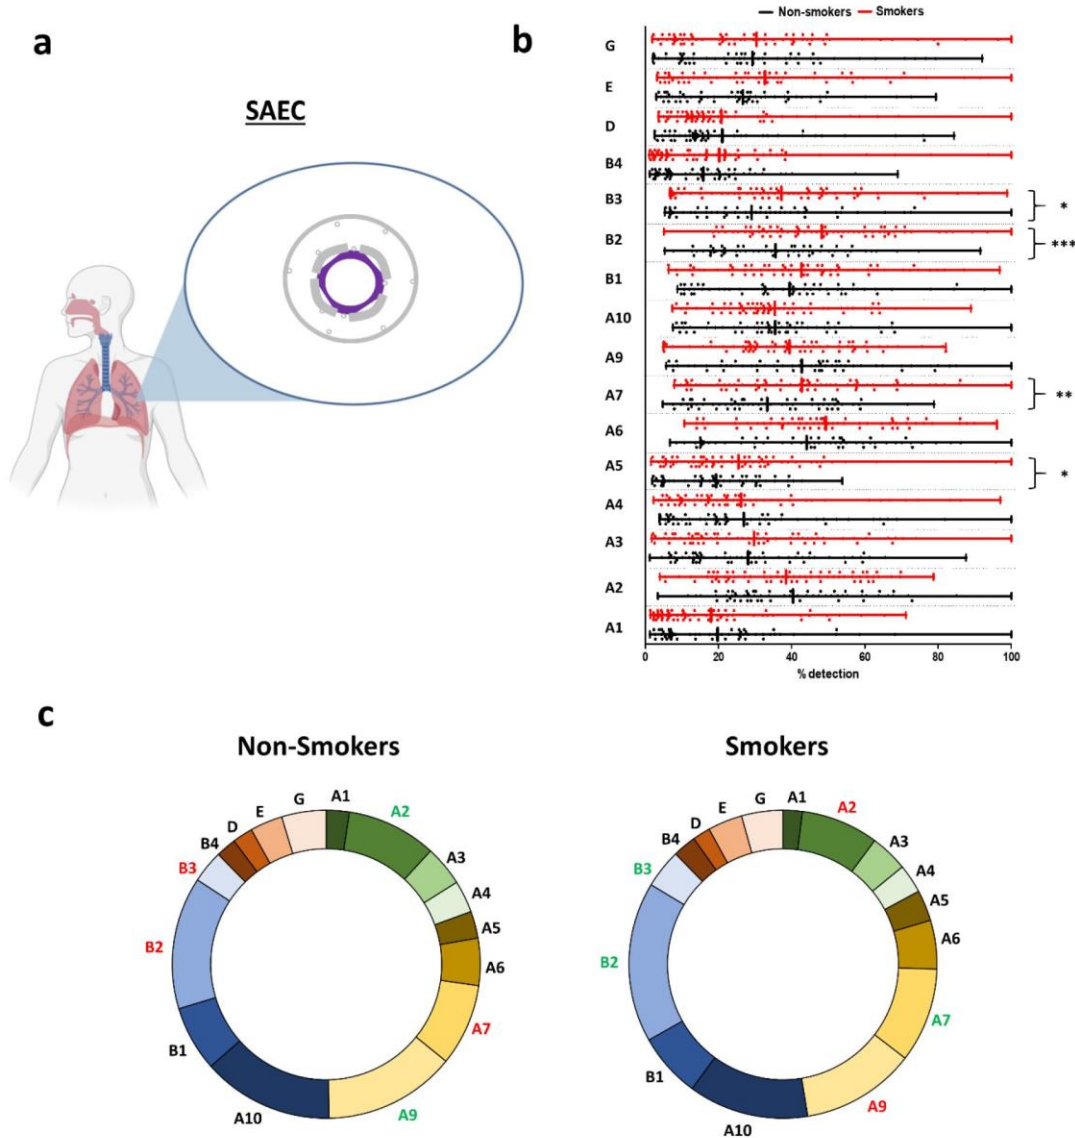 a
SAEC
b
Non-smokers Smokers
G
E
D
B4
B3 *
B2 ***
B1
A10
A9
A7 **
A6
A5 *
A4
A3
A2
A1
0 20 40 60 80 100
% detection
c
Non-Smokers
A1
A2
A3
A4
A5
A6
A7
A9
A10
B1
B2
B3
B4
D
E
G
Smokers
A1
A2
A3
A4
A5
A6
A7
A9
A10
B1
B2
B3
B4
D
E
G